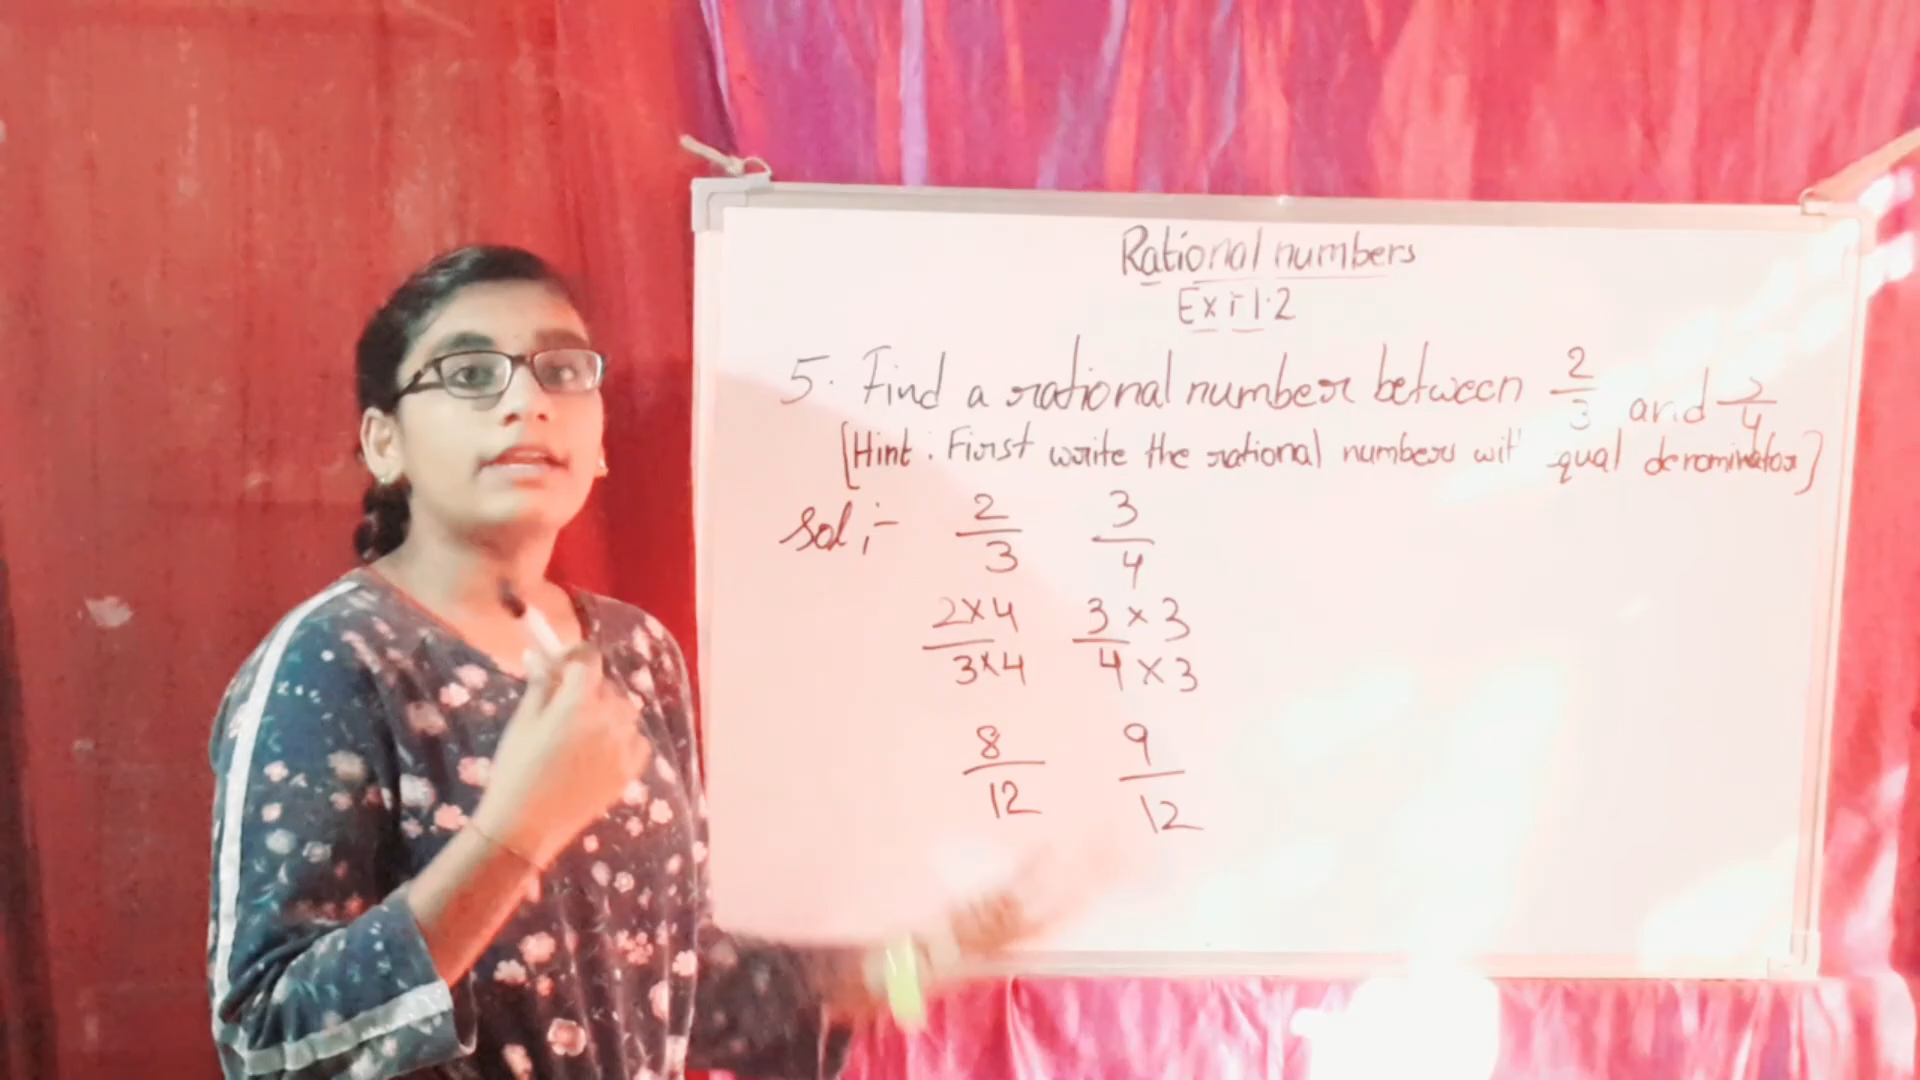 Rational numbers
Ex:- 1.2
5. Find a rational number between 2/3 and 3/4
[Hint : First write the rational numbers with equal denominator]
Sol:- 2/3 3/4
2×4/3×4 3×3/4×3
8/12 9/12